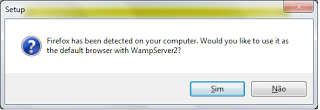 Setup
Firefox has been detected on your computer. Would you like to use it as
the default browser with WampServer2?
Sim
Não